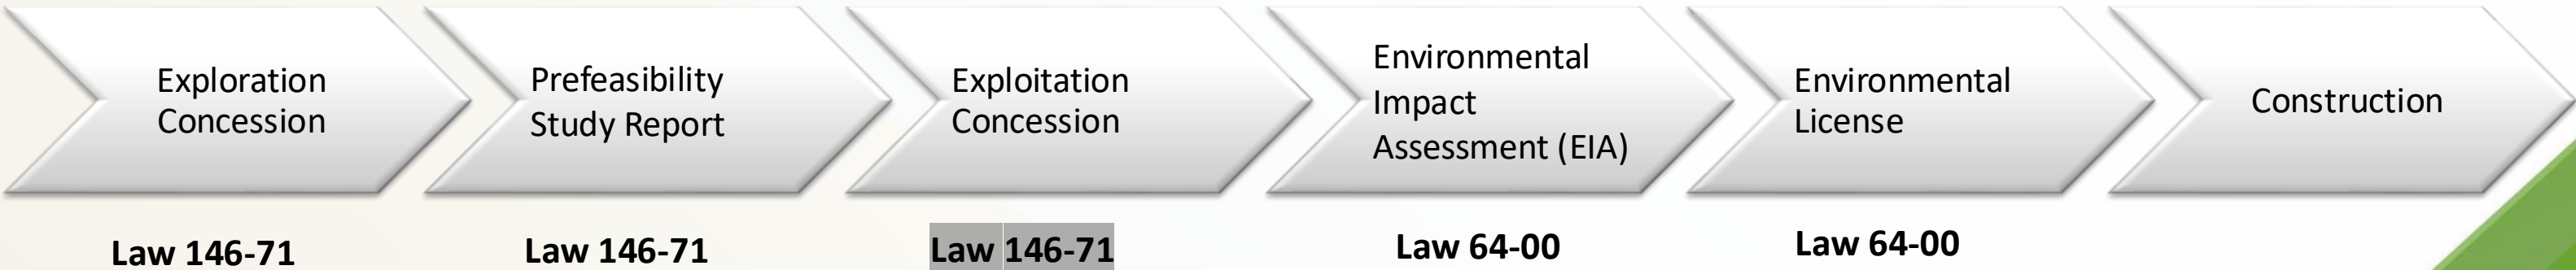 Exploration
Concession
Prefeasibility
Study Report
Exploitation
Concession
Environmental
Impact
Assessment (EIA)
Environmental
License
Construction
Law 146-71
Law 146-71
Law 146-71
Law 64-00
Law 64-00